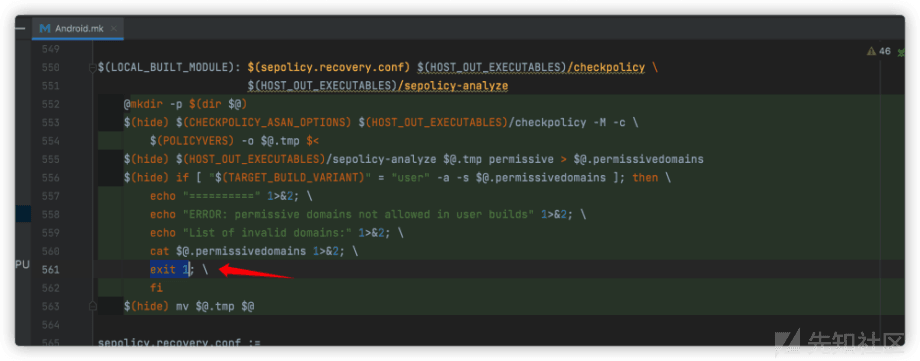 Android.mk
46
549
550 $(LOCAL_BUILT_MODULE): $(sepolicy.recovery.conf) $(HOST_OUT_EXECUTABLES)/checkpolicy \
551 $(HOST_OUT_EXECUTABLES)/sepolicy-analyze
552 @mkdir -p $(dir $@)
553 $(hide) $(CHECKPOLICY_ASAN_OPTIONS) $(HOST_OUT_EXECUTABLES)/checkpolicy -M -c \
554 $(POLICYVERS) -o $@.tmp $<
555 $(hide) $(HOST_OUT_EXECUTABLES)/sepolicy-analyze $@.tmp permissive > $@.permissivedomains
556 $(hide) if [ "$(TARGET_BUILD_VARIANT)" = "user" -a -s $@.permissivedomains ]; then \
557 echo "==========" 1>&2; \
558 echo "ERROR: permissive domains not allowed in user builds" 1>&2; \
559 echo "List of invalid domains:" 1>&2; \
560 cat $@.permissivedomains 1>&2; \
PU 561 exit 1; \
562 fi
563 $(hide) mv $@.tmp $@
564
565 sepolicy.recovery.conf :=
先知社区